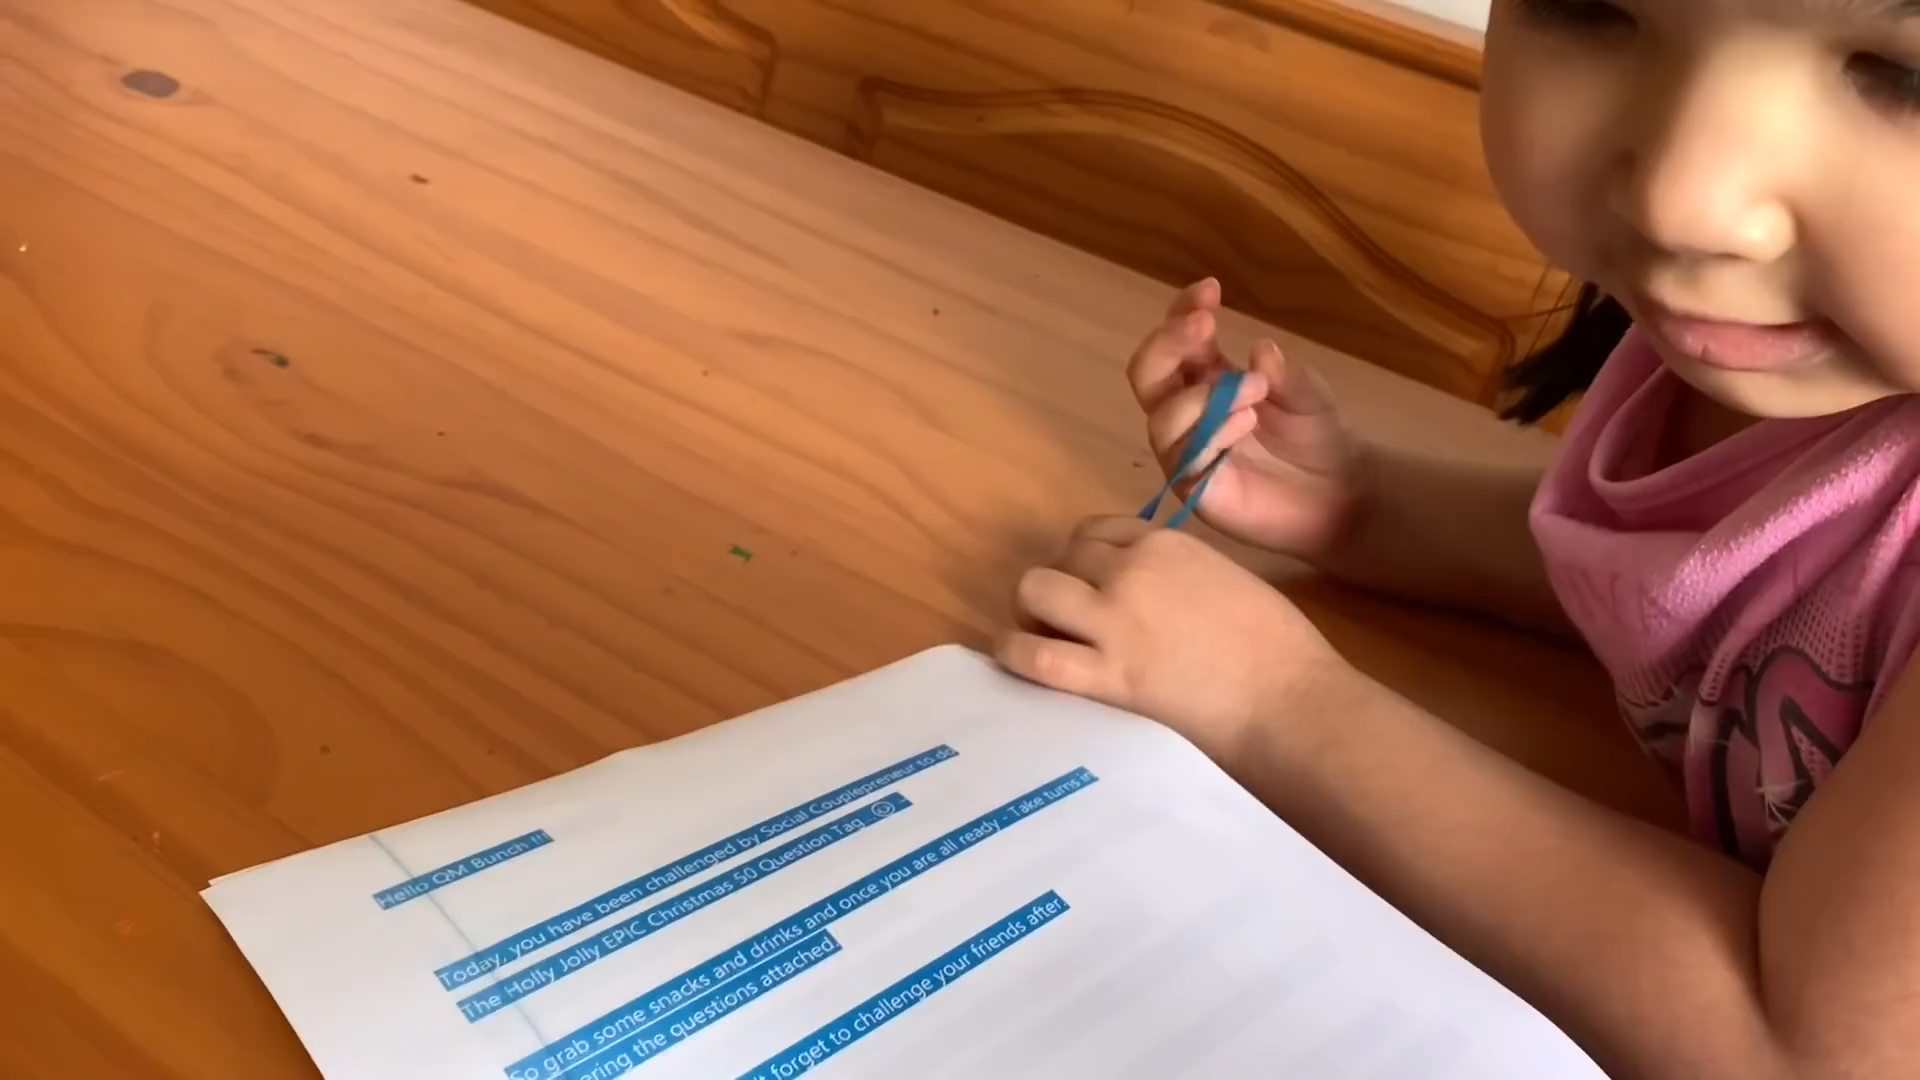 Hello QM Bunch !!!
Today, you have been challenged by Social Couplepreneur to do
The Holly Jolly EPIC Christmas 50 Question Tag...☺ -
So grab some snacks and drinks and once you are all ready - Take turns in
ering the questions attached.
't forget to challenge your friends after.